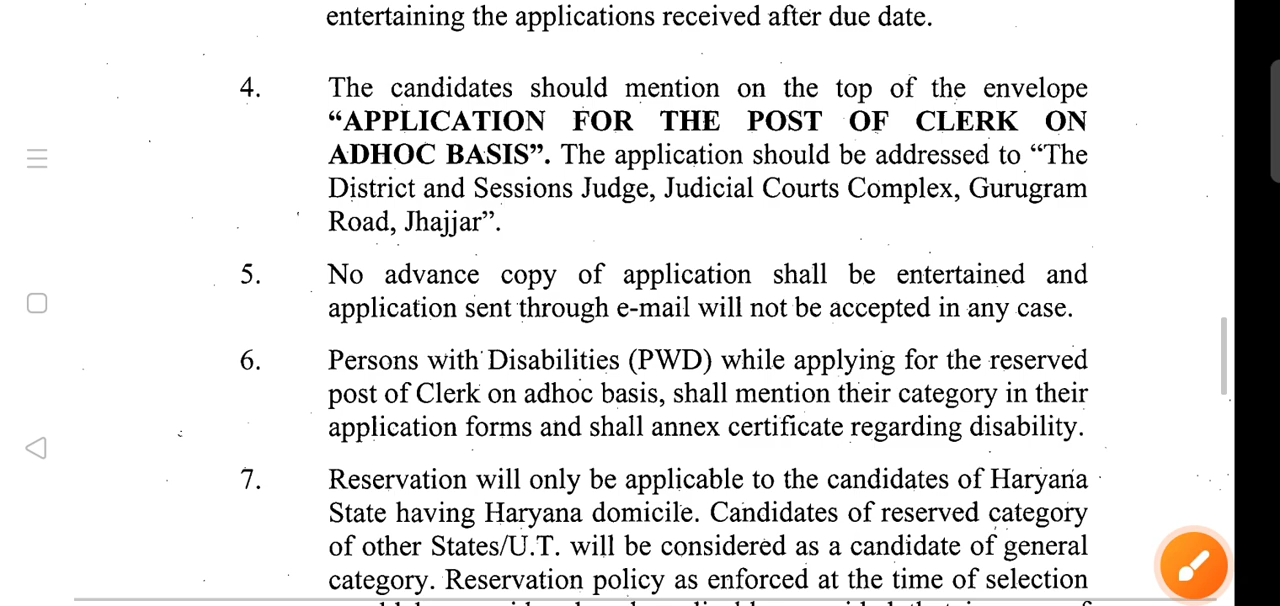 entertaining the applications received after due date.
4. The candidates should mention on the top of the envelope
“APPLICATION FOR THE POST OF CLERK ON
ADHOC BASIS”. The application should be addressed to “The
District and Sessions Judge, Judicial Courts Complex, Gurugram
Road, Jhajjar”.
5. No advance copy of application shall be entertained and
application sent through e-mail will not be accepted in any case.
6. Persons with Disabilities (PWD) while applying for the reserved
post of Clerk on adhoc basis, shall mention their category in their
application forms and shall annex certificate regarding disability.
7. Reservation will only be applicable to the candidates of Haryana
State having Haryana domicile. Candidates of reserved category
of other States/U.T. will be considered as a candidate of general
category. Reservation policy as enforced at the time of selection